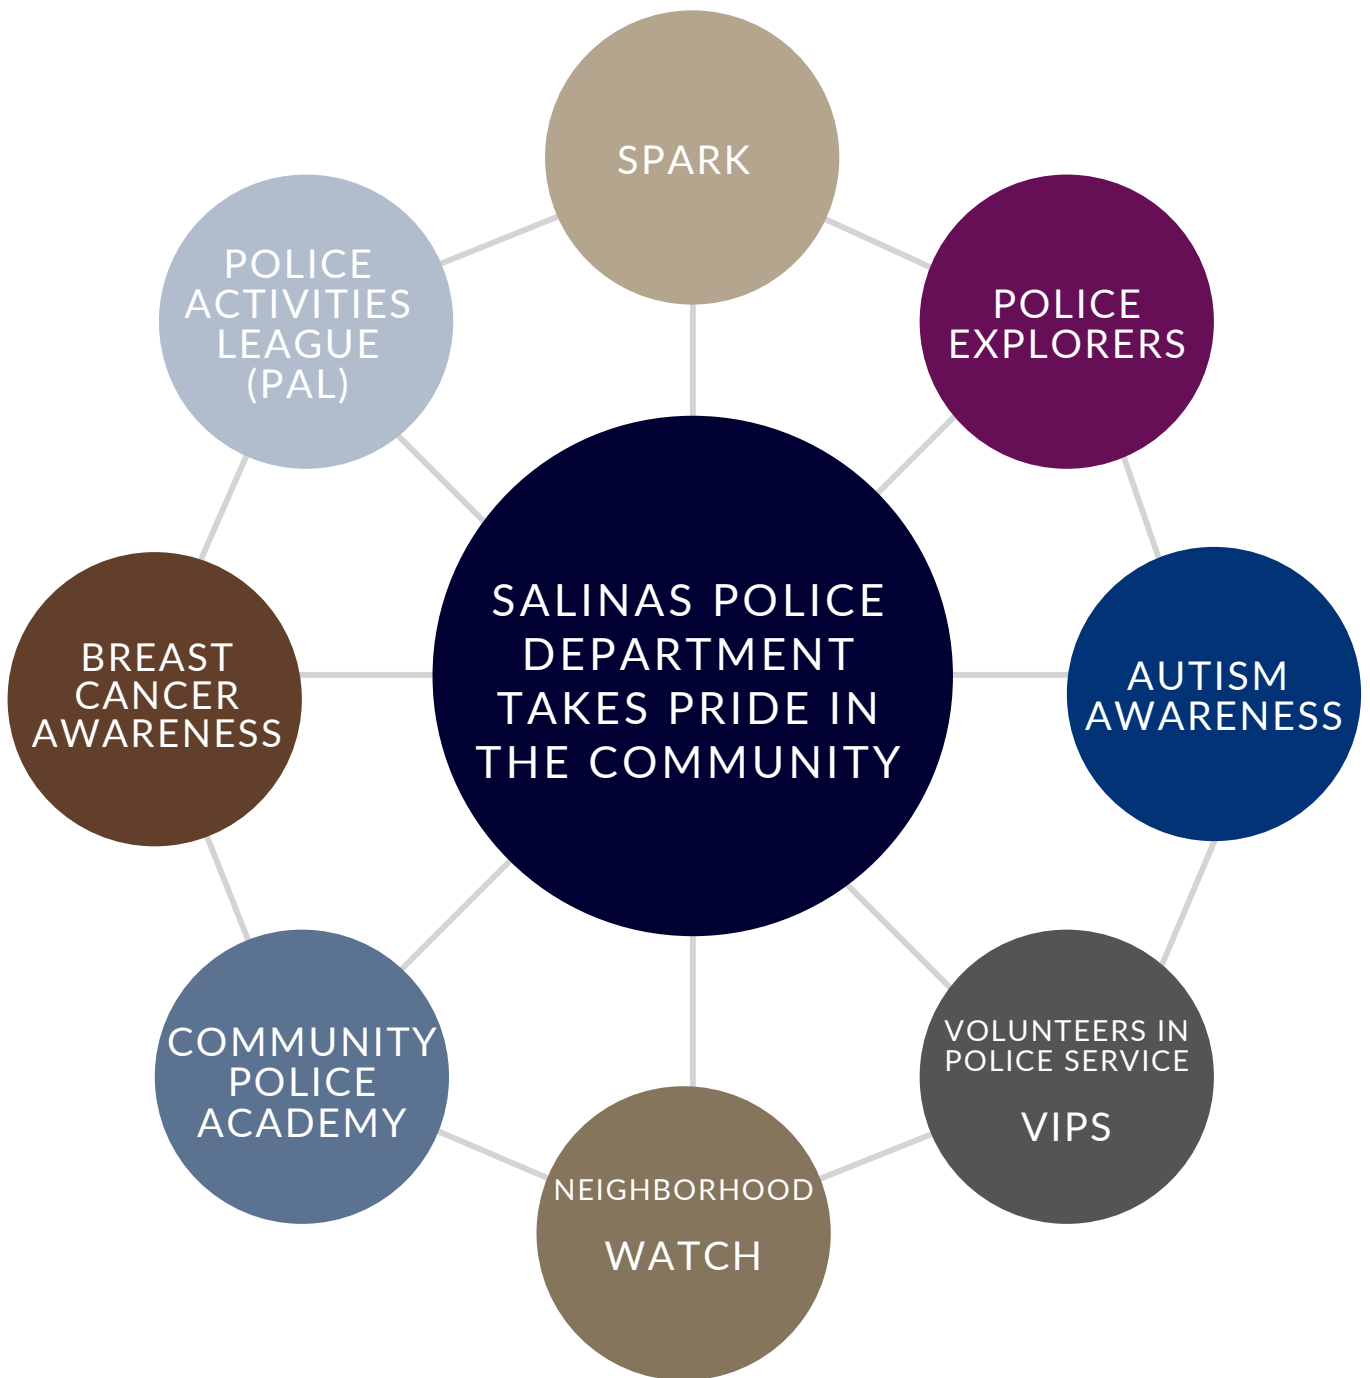 SPARK
POLICE
EXPLORERS
POLICE
ACTIVITIES
LEAGUE
(PAL)
SALINAS POLICE
DEPARTMENT
TAKES PRIDE IN
THE COMMUNITY
AUTISM
AWARENESS
BREAST
CANCER
AWARENESS
VOLUNTEERS IN
POLICE SERVICE
VIPS
COMMUNITY
POLICE
ACADEMY
NEIGHBORHOOD
WATCH